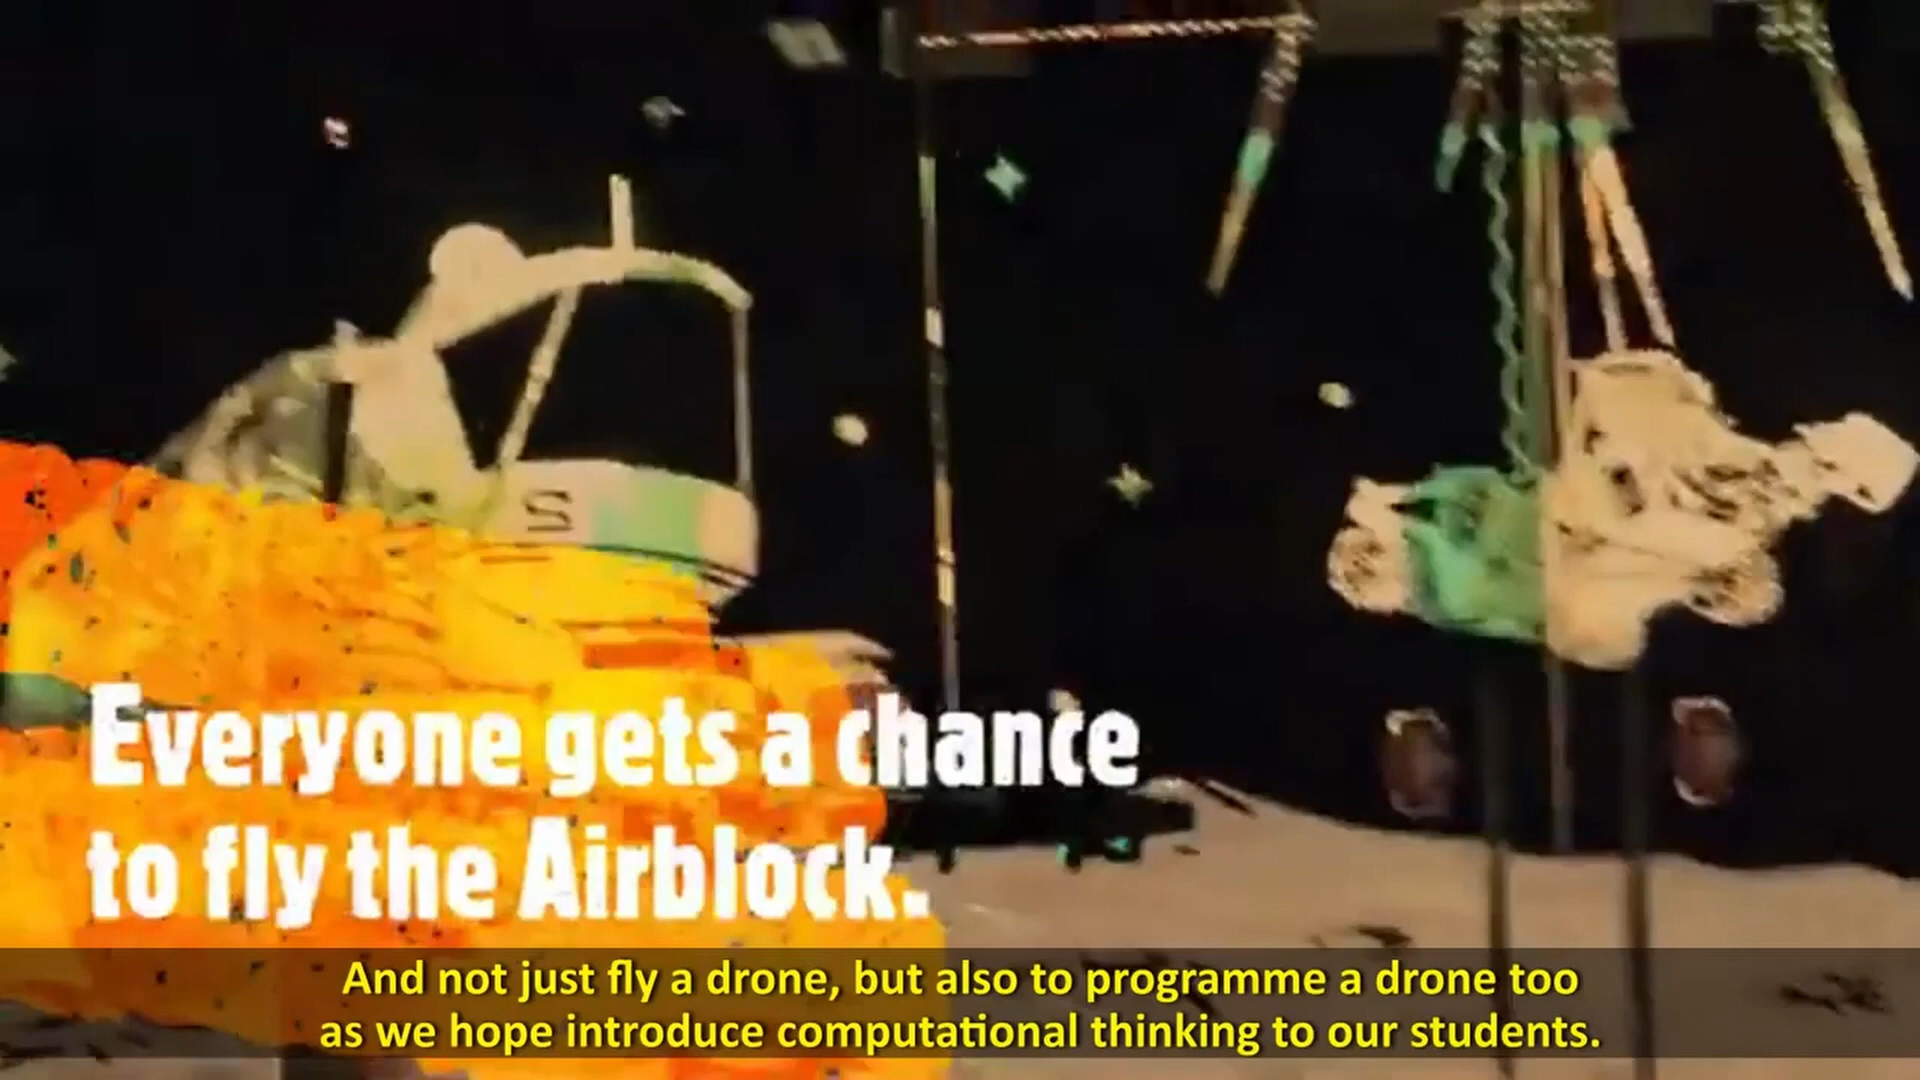 S
Everyone gets a chance
to fly the Airblock.
And not just fly a drone, but also to programme a drone too
as we hope introduce computational thinking to our students.